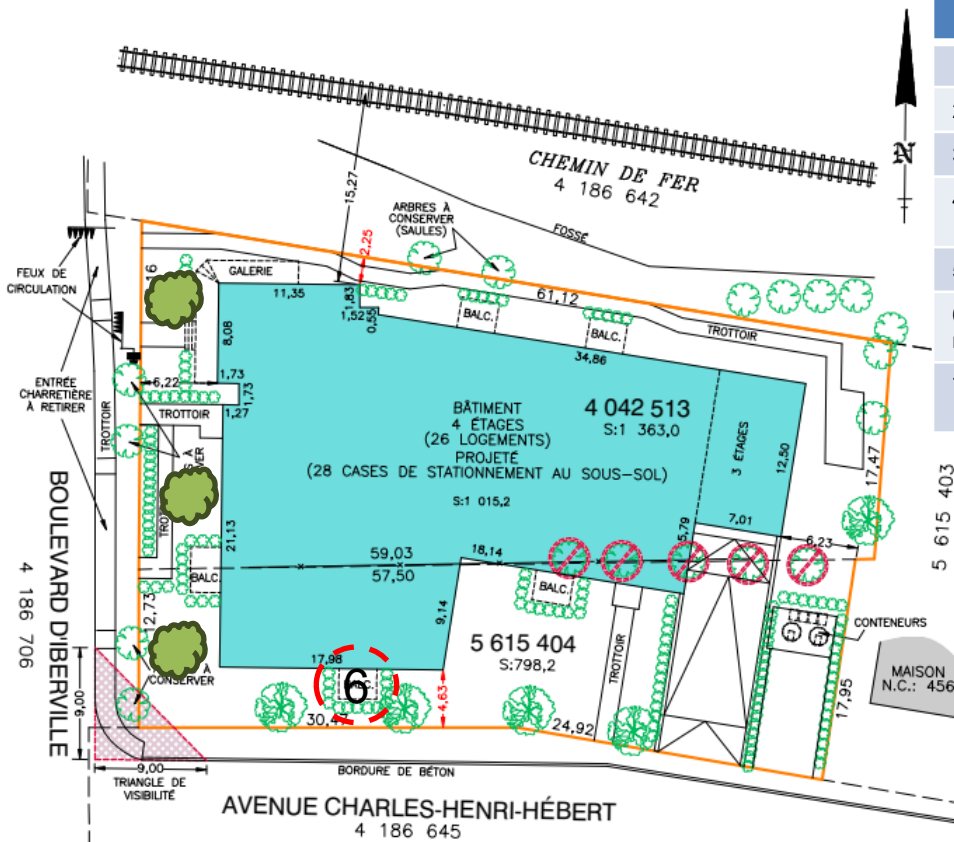 N
CHEMIN DE FER
4 186 642
15,27
ARBRES À
CONSERVER
(SAULES)
FOSSÉ
2,25
FEUX DE
CIRCULATION
16
GALERIE
11,35
1,83
1,52
0,55
61,12
BALC.
BALC.
TROTTOIR
8,08
34,86
6,22
1,73
1,73
1,27
ENTRÉE
CHARRETIÈRE
À RETIRER
TROTTOIR
TROTTOIR
BÂTIMENT
4 ÉTAGES
(26 LOGEMENTS)
PROJETÉ
(28 CASES DE STATIONNEMENT AU SOUS-SOL)
S:1 015,2
4 042 513
S:1 363,0
3 ÉTAGES
12,50
17,47
5 615 403
7,01
5,79
6,23
21,13
59,03
57,50
18,14
BALC.
BALC.
9,14
BOULEVARD D'IBERVILLE
4 186 706
12,73
À
CONSERVER
17,98
6
4,63
30,47
5 615 404
S:798,2
TROTTOIR
24,92
CONTENEURS
MAISON
N.C.: 456
17,95
9,00
9,00
TRIANGLE DE
VISIBILITÉ
BORDURE DE BÉTON
AVENUE CHARLES-HENRI-HÉBERT
4 186 645